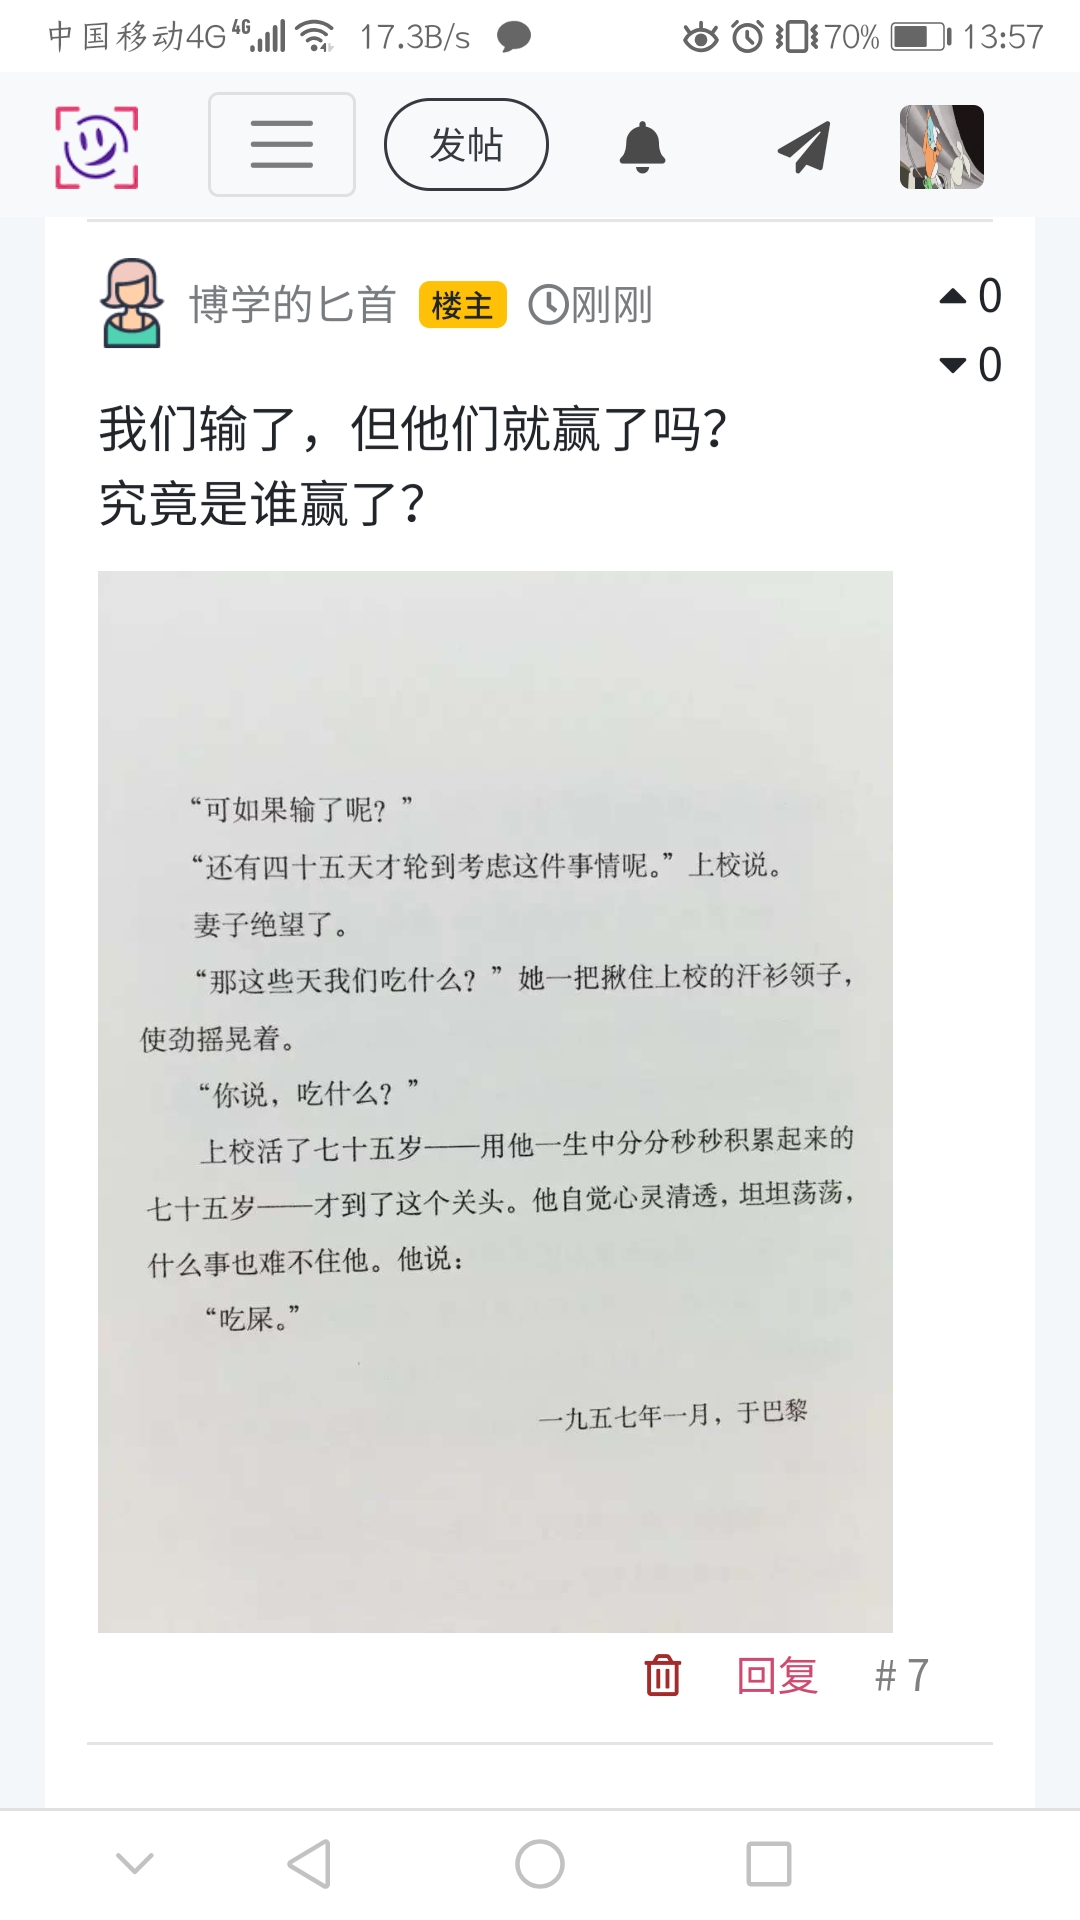 中国移动4G 4G 17.3B/s 70% 13:57
发帖
博学的匕首 楼主 刚刚 0
0
我们输了，但他们就赢了吗？
究竟是谁赢了？
“可如果输了呢？”
“还有四十五天才轮到考虑这件事情呢。”上校说。
妻子绝望了。
“那这些天我们吃什么？”她一把揪住上校的汗衫领子，
使劲摇晃着。
“你说，吃什么？”
上校活了七十五岁——用他一生中分分秒秒积累起来的
七十五岁——才到了这个关头。他自觉心灵清透，坦坦荡荡，
什么事也难不住他。他说：
“吃屎。”
一九五七年一月，于巴黎
回复 #7